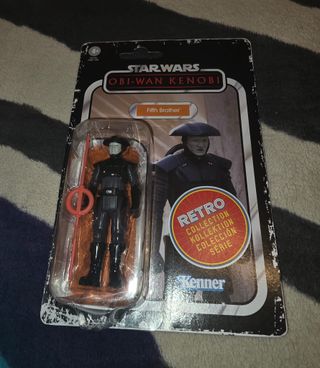 STAR WARS
OBI-WAN KENOBI
Fifth Brother
RETRO
COLLECTION
KOLLEKTION
COLECCIÓN
SÉRIE
Kenner